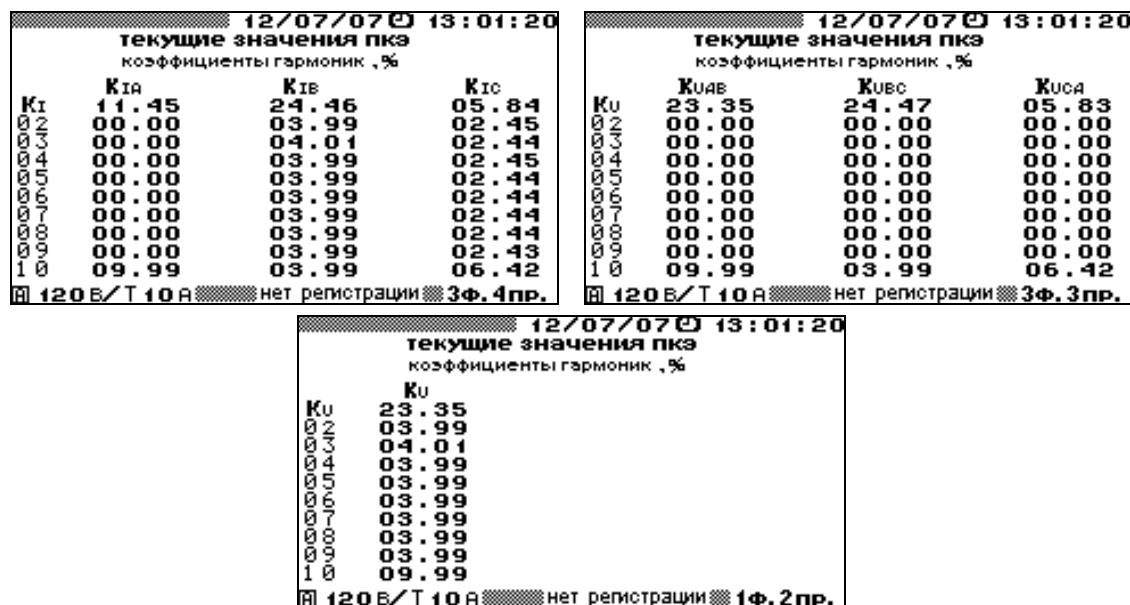 12/07/07 13:01:20
текущие значения пкэ
коэффициенты гармоник ,%
KIA KIB KIC
KI 11.45 24.46 05.84
02 00.00 03.99 02.45
03 00.00 04.01 02.44
04 00.00 03.99 02.45
05 00.00 03.99 02.44
06 00.00 03.99 02.44
07 00.00 03.99 02.44
08 00.00 03.99 02.44
09 00.00 03.99 02.43
10 09.99 03.99 06.42
А 120 В/Т 10 А нет регистрации 3ф.4пр.
12/07/07 13:01:20
текущие значения пкэ
коэффициенты гармоник ,%
KUAB KUBC KUCA
KU 23.35 24.47 05.83
02 00.00 00.00 00.00
03 00.00 00.00 00.00
04 00.00 00.00 00.00
05 00.00 00.00 00.00
06 00.00 00.00 00.00
07 00.00 00.00 00.00
08 00.00 00.00 00.00
09 00.00 00.00 00.00
10 09.99 03.99 06.42
А 120 В/Т 10 А нет регистрации 3ф.3пр.
12/07/07 13:01:20
текущие значения пкэ
коэффициенты гармоник ,%
KU
KU 23.35
02 03.99
03 04.01
04 03.99
05 03.99
06 03.99
07 03.99
08 03.99
09 03.99
10 09.99
А 120 В/Т 10 А нет регистрации 1ф.2пр.